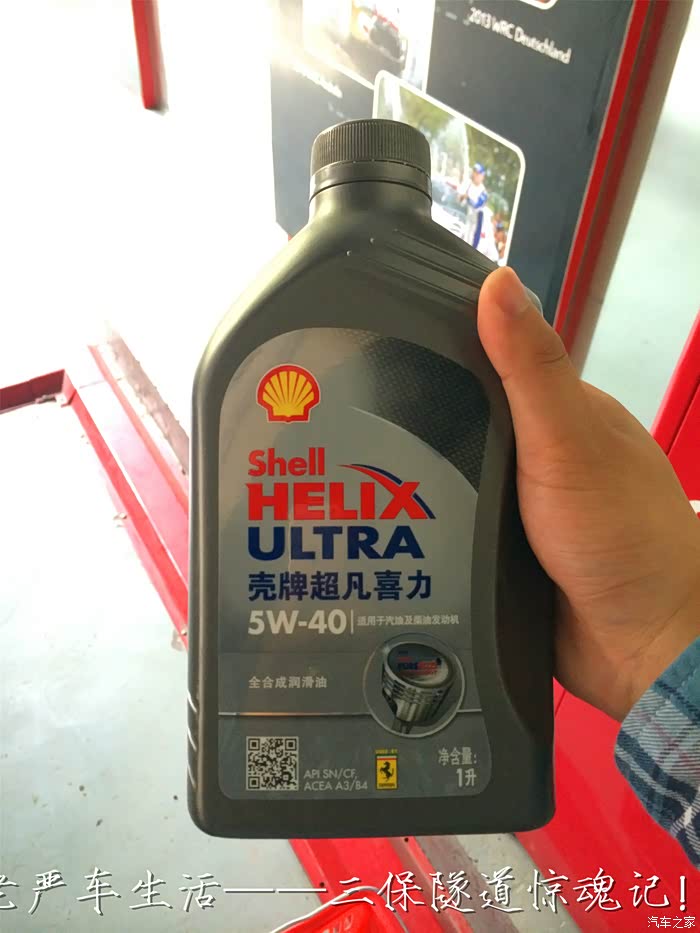 2013 WRC Deutschland
Shell
HELIX
ULTRA
壳牌超凡喜力
5W-40 适用于汽油及柴油发动机
全合成润滑油
API SN/CF,
ACEA A3/B4
净含量:
1升
老严车生活——三保隧道惊魂记!
汽车之家